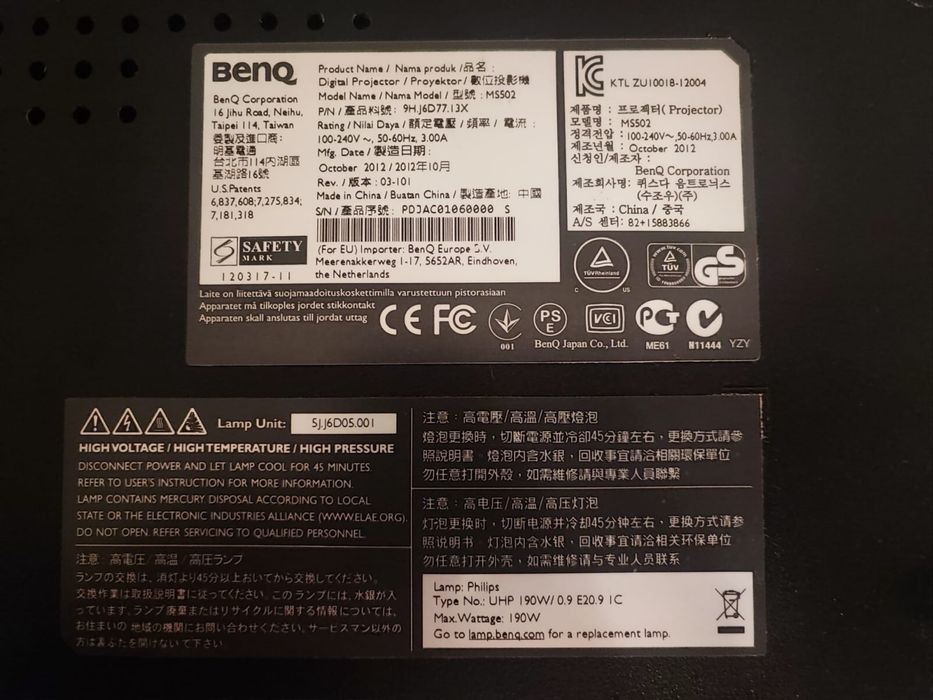 BenQ
BenQ Corporation
16 Jihu Road, Neihu,
Taipei 114, Taiwan
委製及進口商:
明基電通
台北市114內湖區
基湖路16號
U.S.Patents
6,837,608;7,275,834;
7,181,318
S SAFETY
MARK
120317-11
Product Name / Nama produk /品名 :
Digital Projector / Proyektor / 數位投影機
Model Name / Nama Model / 型號: MS502
P/N / 產品料號: 9H.J6D77.13X
Rating / Nilai Daya / 額定電壓 / 頻率 / 電流 :
100-240V ~, 50-60Hz, 3.00A
Mfg. Date / 製造日期:
October 2012 / 2012年10月
Rev. / 版本 : 03-101
Made in China / Buatan China / 製造產地: 中國
S/N / 產品序號: PDJAC01060000 S
(For EU) Importer: BenQ Europe B.V.
Meerenakkerweg 1-17, 5652AR, Eindhoven,
the Netherlands
KC KTL ZU10018-12004
제품명 : 프로젝터( Projector)
모델명 : MS502
정격전압 : 100-240V~,50-60Hz, 3.00A
제조년월 : October 2012
신청인/제조자 :
BenQ Corporation
제조회사명: 퀴스다 옵트로닉스
(수조우)(주)
제조국 : China / 중국
A/S 센터: 82+15883866
TÜVRheinland
C US
TÜV
GS
Laite on liitettävä suojamaadoituskoskettimilla varustettuun pistorasiaan
Apparatet må tilkoples jordet stikkontakt
Apparaten skall anslutas till jordat uttag
CE FC
001
PS
E
BenQ Japan Co., Ltd.
VCI
PCT
ME61
N11444
YZY
Lamp Unit: 5J.J6D05.001
HIGH VOLTAGE / HIGH TEMPERATURE / HIGH PRESSURE
DISCONNECT POWER AND LET LAMP COOL FOR 45 MINUTES.
REFER TO USER'S INSTRUCTION FOR MORE INFORMATION.
LAMP CONTAINS MERCURY DISPOSAL ACCORDING TO LOCAL
STATE OR THE ELECTRONIC INDUSTRIES ALLIANCE (WWW.ELAE.ORG).
DO NOT OPEN. REFER SERVICING TO QUALIFIED PERSONNEL.
注意 : 高電圧/ 高温 / 高圧ランプ
ランプの交換は、消灯より45分以上おいてから交換してください。
交換作業は取扱説明書に従ってください。このランプには、水銀が入
っています。ランプ廃棄またはリサイクルに関する情報については、
お住まいの 地域の機関にお問い合わせください。サービスマン以外の
方は裏ぶたを開けないで下さい
注意 : 高電壓/高溫/高壓燈泡
燈泡更換時, 切斷電源並冷卻45分鐘左右, 更換方式請參
照說明書。燈泡內含水銀, 回收事宜請洽相關環保單位
勿任意打開外殼, 如需維修請與專業人員聯繫
注意 : 高电压/高温/高压灯泡
灯泡更换时, 切断电源并冷却45分钟左右, 更换方式请参
照说明书。灯泡内含水银, 回收事宜请洽相关环保单位
勿任意打开外壳, 如需维修请与专业人员联系
Lamp: Philips
Type No.: UHP 190W/ 0.9 E20.9 1C
Max.Wattage: 190W
Go to lamp.benq.com for a replacement lamp.